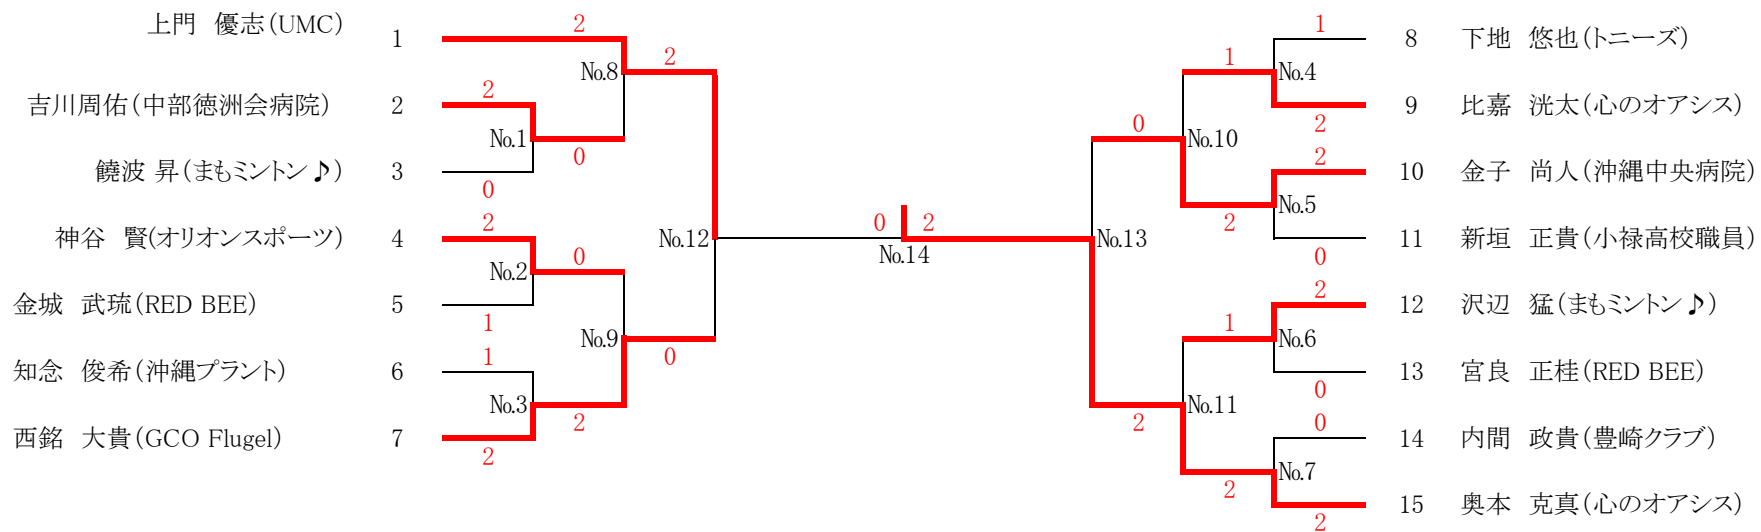 上門 優志(UMC) 1
吉川周佑(中部徳洲会病院) 2
饒波 昇(まもミントン♪) 3
神谷 賢(オリオンスポーツ) 4
金城 武琉(RED BEE) 5
知念 俊希(沖縄プラント) 6
西銘 大貴(GCO Flugel) 7
2
2
0
2
1
1
2
No.1
No.2
No.3
0
0
2
No.8
No.9
2
0
No.12
0 2
No.14
No.13
0
2
No.10
No.11
1
2
1
2
No.4
No.5
No.6
No.7
1
2
2
0
2
0
0
2
8 下地 悠也(トニーズ)
9 比嘉 洸太(心のオアシス)
10 金子 尚人(沖縄中央病院)
11 新垣 正貴(小禄高校職員)
12 沢辺 猛(まもミントン♪)
13 宮良 正桂(RED BEE)
14 内間 政貴(豊崎クラブ)
15 奥本 克真(心のオアシス)